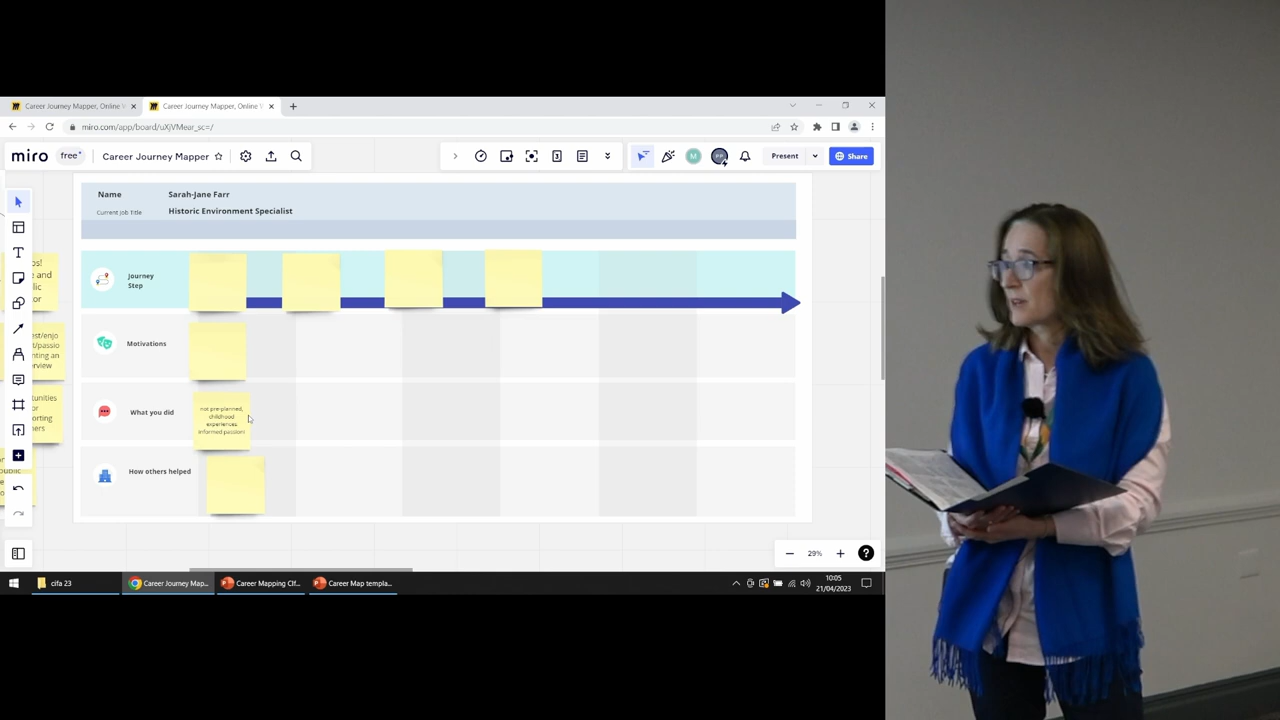 Career Journey Mapper, Online
Career Journey Mapper, Online
miro.com/app/board/uXjVMear_sc=/
miro
free
Career Journey Mapper
3
M
PP
Present
Share
Name
Sarah-Jane Farr
Current Job Title
Historic Environment Specialist
Journey
Step
Motivations
What you did
not pre-planned,
childhood
experiences
informed passion!
How others helped
29%
cifa 23
Career Journey Map...
Career Mapping CIf...
Career Map templa...
10:05
21/04/2023